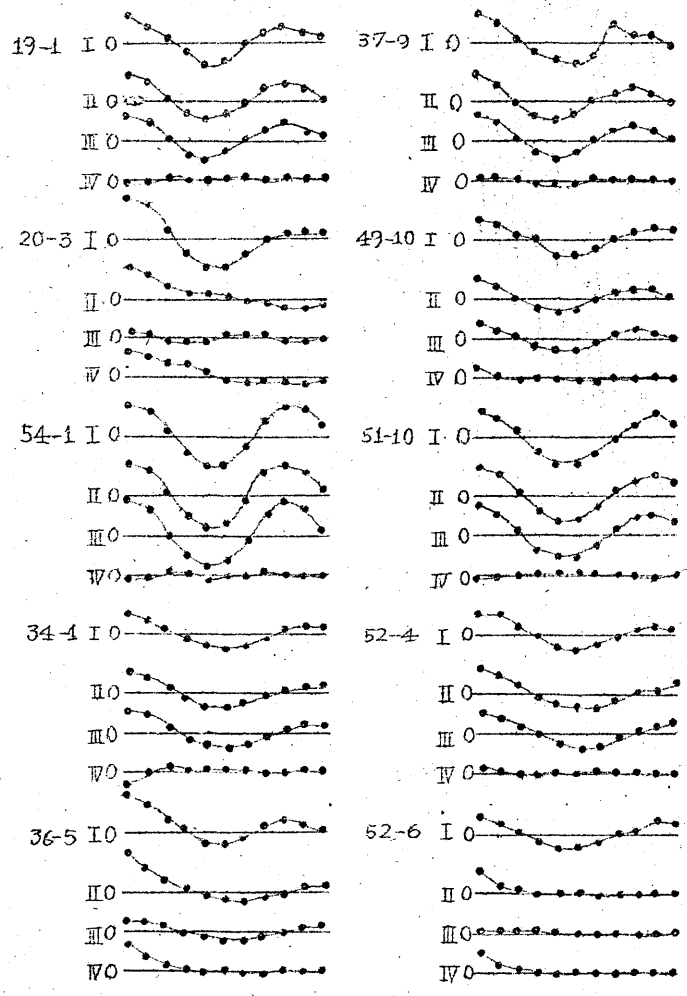 19-1 I 0
II 0
III 0
IV 0
20-3 I 0
II 0
III 0
IV 0
54-1 I 0
II 0
III 0
IV 0
34-1 I 0
II 0
III 0
IV 0
36-5 I 0
II 0
III 0
IV 0
37-9 I 0
II 0
III 0
IV 0
49-10 I 0
II 0
III 0
IV 0
51-10 I 0
II 0
III 0
IV 0
52-4 I 0
II 0
III 0
IV 0
52-6 I 0
II 0
III 0
IV 0